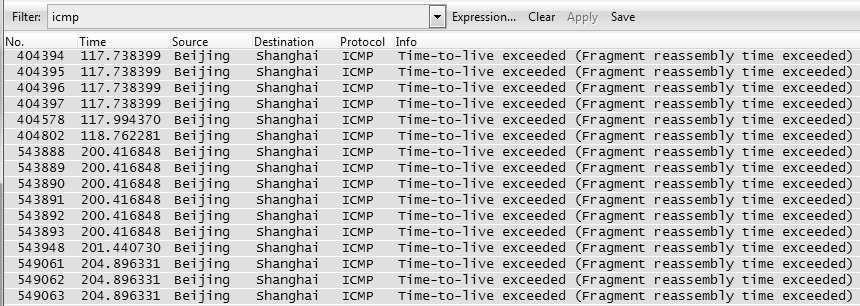 Filter: icmp Expression... Clear Apply Save
No. Time Source Destination Protocol Info
404394 117.738399 Beijing Shanghai ICMP Time-to-live exceeded (Fragment reassembly time exceeded)
404395 117.738399 Beijing Shanghai ICMP Time-to-live exceeded (Fragment reassembly time exceeded)
404396 117.738399 Beijing Shanghai ICMP Time-to-live exceeded (Fragment reassembly time exceeded)
404397 117.738399 Beijing Shanghai ICMP Time-to-live exceeded (Fragment reassembly time exceeded)
404578 117.994370 Beijing Shanghai ICMP Time-to-live exceeded (Fragment reassembly time exceeded)
404802 118.762281 Beijing Shanghai ICMP Time-to-live exceeded (Fragment reassembly time exceeded)
543888 200.416848 Beijing Shanghai ICMP Time-to-live exceeded (Fragment reassembly time exceeded)
543889 200.416848 Beijing Shanghai ICMP Time-to-live exceeded (Fragment reassembly time exceeded)
543890 200.416848 Beijing Shanghai ICMP Time-to-live exceeded (Fragment reassembly time exceeded)
543891 200.416848 Beijing Shanghai ICMP Time-to-live exceeded (Fragment reassembly time exceeded)
543892 200.416848 Beijing Shanghai ICMP Time-to-live exceeded (Fragment reassembly time exceeded)
543893 200.416848 Beijing Shanghai ICMP Time-to-live exceeded (Fragment reassembly time exceeded)
543948 201.440730 Beijing Shanghai ICMP Time-to-live exceeded (Fragment reassembly time exceeded)
549061 204.896331 Beijing Shanghai ICMP Time-to-live exceeded (Fragment reassembly time exceeded)
549062 204.896331 Beijing Shanghai ICMP Time-to-live exceeded (Fragment reassembly time exceeded)
549063 204.896331 Beijing Shanghai ICMP Time-to-live exceeded (Fragment reassembly time exceeded)